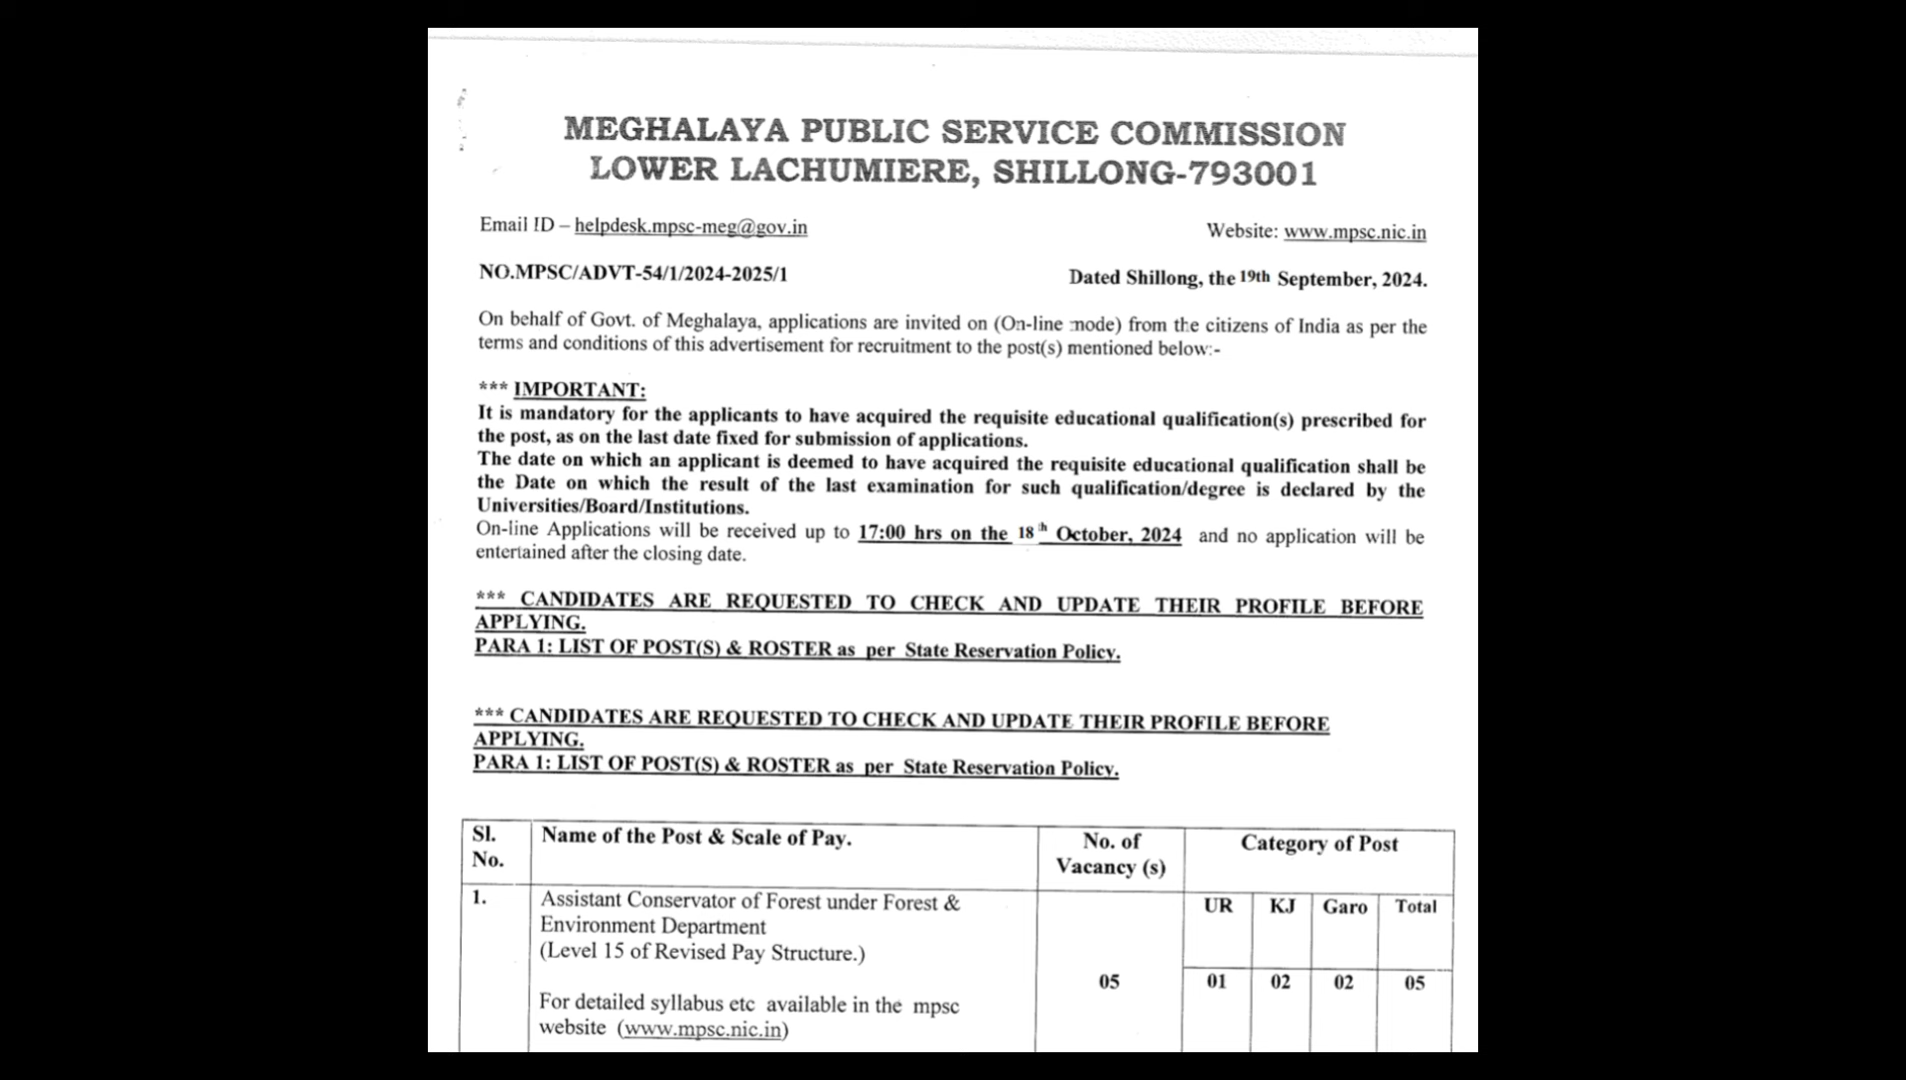 MEGHALAYA PUBLIC SERVICE COMMISSION
LOWER LACHUMIERE, SHILLONG-793001
Email ID – helpdesk.mpsc-meg@gov.in
Website: www.mpsc.nic.in
NO.MPSC/ADVT-54/1/2024-2025/1
Dated Shillong, the 19th September, 2024.
On behalf of Govt. of Meghalaya, applications are invited on (On-line mode) from the citizens of India as per the
terms and conditions of this advertisement for recruitment to the post(s) mentioned below:-
*** IMPORTANT:
It is mandatory for the applicants to have acquired the requisite educational qualification(s) prescribed for
the post, as on the last date fixed for submission of applications.
The date on which an applicant is deemed to have acquired the requisite educational qualification shall be
the Date on which the result of the last examination for such qualification/degree is declared by the
Universities/Board/Institutions.
On-line Applications will be received up to 17:00 hrs on the 18th October, 2024 and no application will be
entertained after the closing date.
*** CANDIDATES ARE REQUESTED TO CHECK AND UPDATE THEIR PROFILE BEFORE
APPLYING.
PARA 1: LIST OF POST(S) & ROSTER as per State Reservation Policy.
*** CANDIDATES ARE REQUESTED TO CHECK AND UPDATE THEIR PROFILE BEFORE
APPLYING.
PARA 1: LIST OF POST(S) & ROSTER as per State Reservation Policy.
Sl.
No.
Name of the Post & Scale of Pay.
No. of
Vacancy (s)
Category of Post
1.
Assistant Conservator of Forest under Forest &
Environment Department
(Level 15 of Revised Pay Structure.)
For detailed syllabus etc available in the mpsc
website (www.mpsc.nic.in)
05
UR KJ Garo Total
01 02 02 05